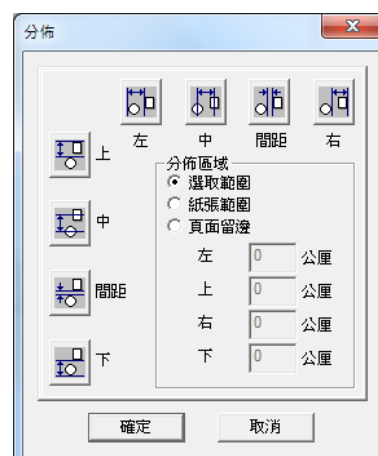 分佈
左 中 間距 右
上
分佈區域
選取範圍
紙張範圍
中
頁面留邊
左 0 公厘
間距
上 0 公厘
右 0 公厘
下
下 0 公厘
確定 取消